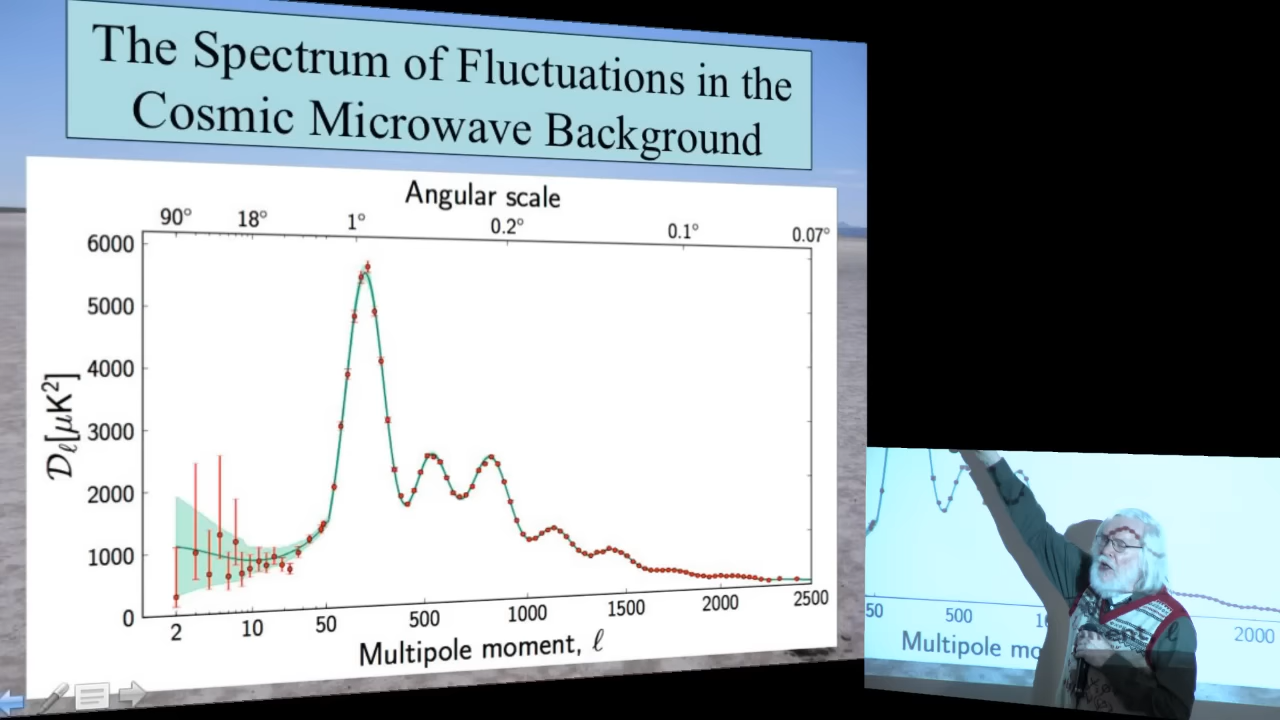 The Spectrum of Fluctuations in the
Cosmic Microwave Background
Angular scale
90° 18° 1° 0.2° 0.1° 0.07°
6000
5000
4000
3000
2000
1000
0
𝒟ℓ[μK²]
2 10 50 500 1000 1500 2000 2500
Multipole moment, ℓ
50 500 2000
Multipole mo
ment, ℓ